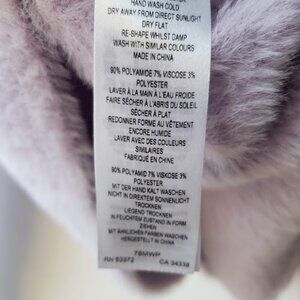 HAND WASH COLD
DRY AWAY FROM DIRECT SUNLIGHT
DRY FLAT
RE-SHAPE WHILST DAMP
WASH WITH SIMILAR COLOURS
MADE IN CHINA
90% POLYAMIDE 7% VISCOSE 3%
POLYESTER
LAVER À LA MAIN À L'EAU FROIDE
FAIRE SÉCHER À L'ABRIS DU SOLEIL
SÉCHER À PLAT
REDONNER FORME AU VÊTEMENT
ENCORE HUMIDE
LAVER AVEC DES COULEURS
SIMILAIRES
FABRIQUÉ EN CHINE
90% POLYAMID 7% VISCOSE 3%
POLYESTER
MIT DER HAND KALT WASCHEN
NICHT IN DIREKTEM SONNENLICHT
TROCKNEN
LIEGEND TROCKNEN
IN FEUCHTEM ZUSTAND IN FORM
ZIEHEN
MIT ÄHNLICHEN FARBEN WASCHEN
HERGESTELLT IN CHINA
78MWP
CA 34338